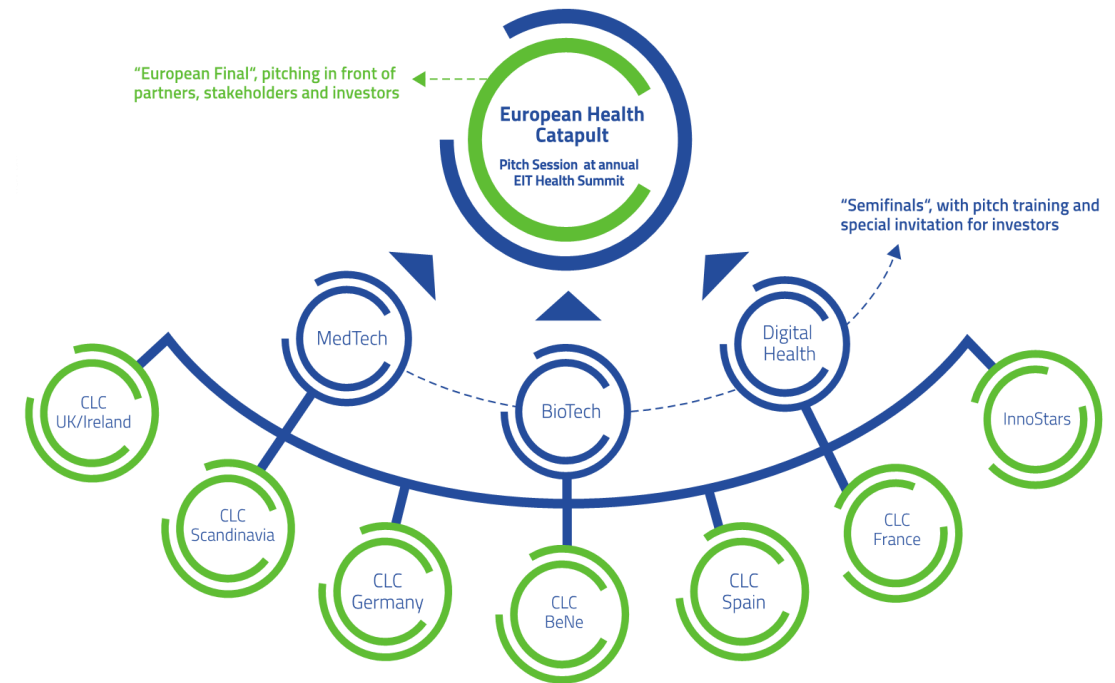 “European Final“, pitching in front of
partners, stakeholders and investors
European Health
Catapult
Pitch Session at annual
EIT Health Summit
“Semifinals“, with pitch training and
special invitation for investors
MedTech
BioTech
Digital
Health
CLC
UK/Ireland
CLC
Scandinavia
CLC
Germany
CLC
BeNe
CLC
Spain
CLC
France
InnoStars